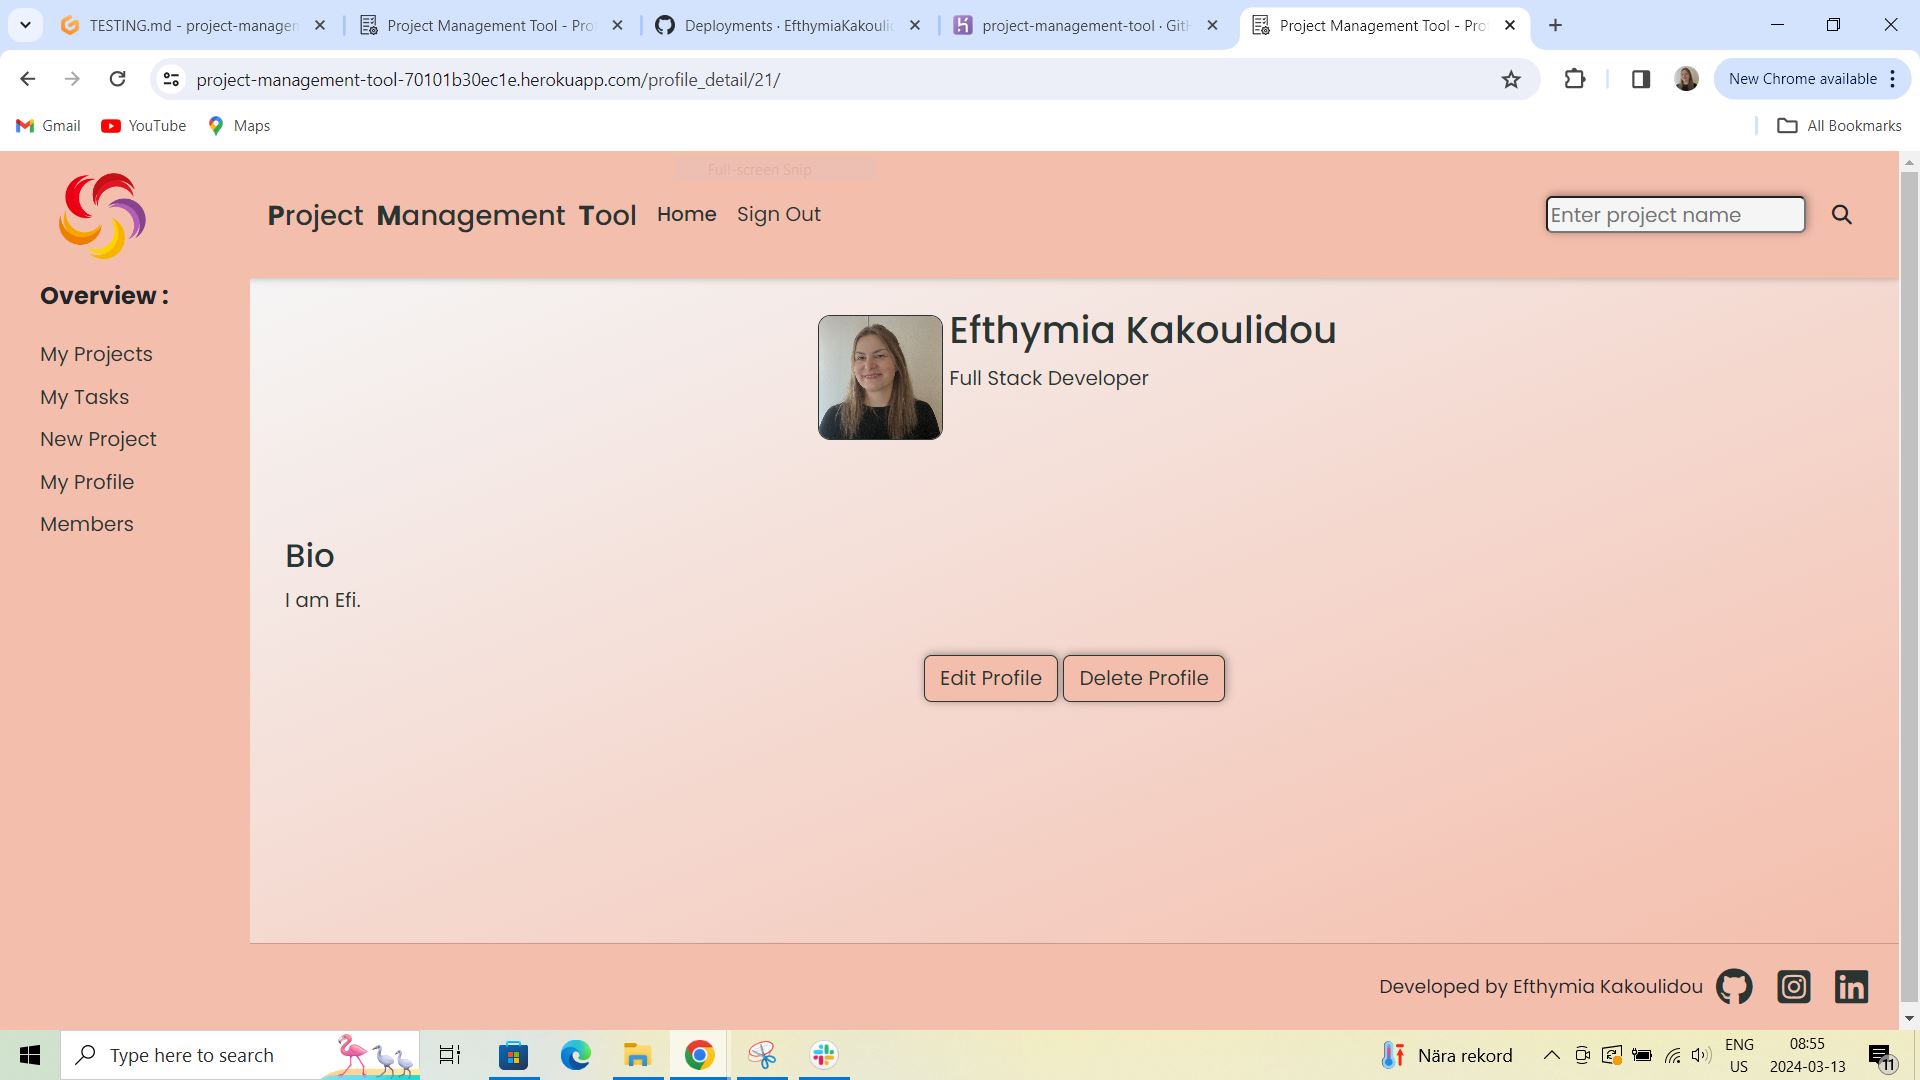 TESTING.md - project-managen
Project Management Tool - Pro
Deployments · EfthymiaKakouli
project-management-tool · Git
Project Management Tool - Pro
project-management-tool-70101b30ec1e.herokuapp.com/profile_detail/21/
New Chrome available
Gmail
YouTube
Maps
All Bookmarks
Full-screen Snip
Project Management Tool
Home
Sign Out
Enter project name
Overview :
My Projects
My Tasks
New Project
My Profile
Members
Efthymia Kakoulidou
Full Stack Developer
Bio
I am Efi.
Edit Profile
Delete Profile
Developed by Efthymia Kakoulidou
Type here to search
Nära rekord
ENG
US
08:55
2024-03-13
11